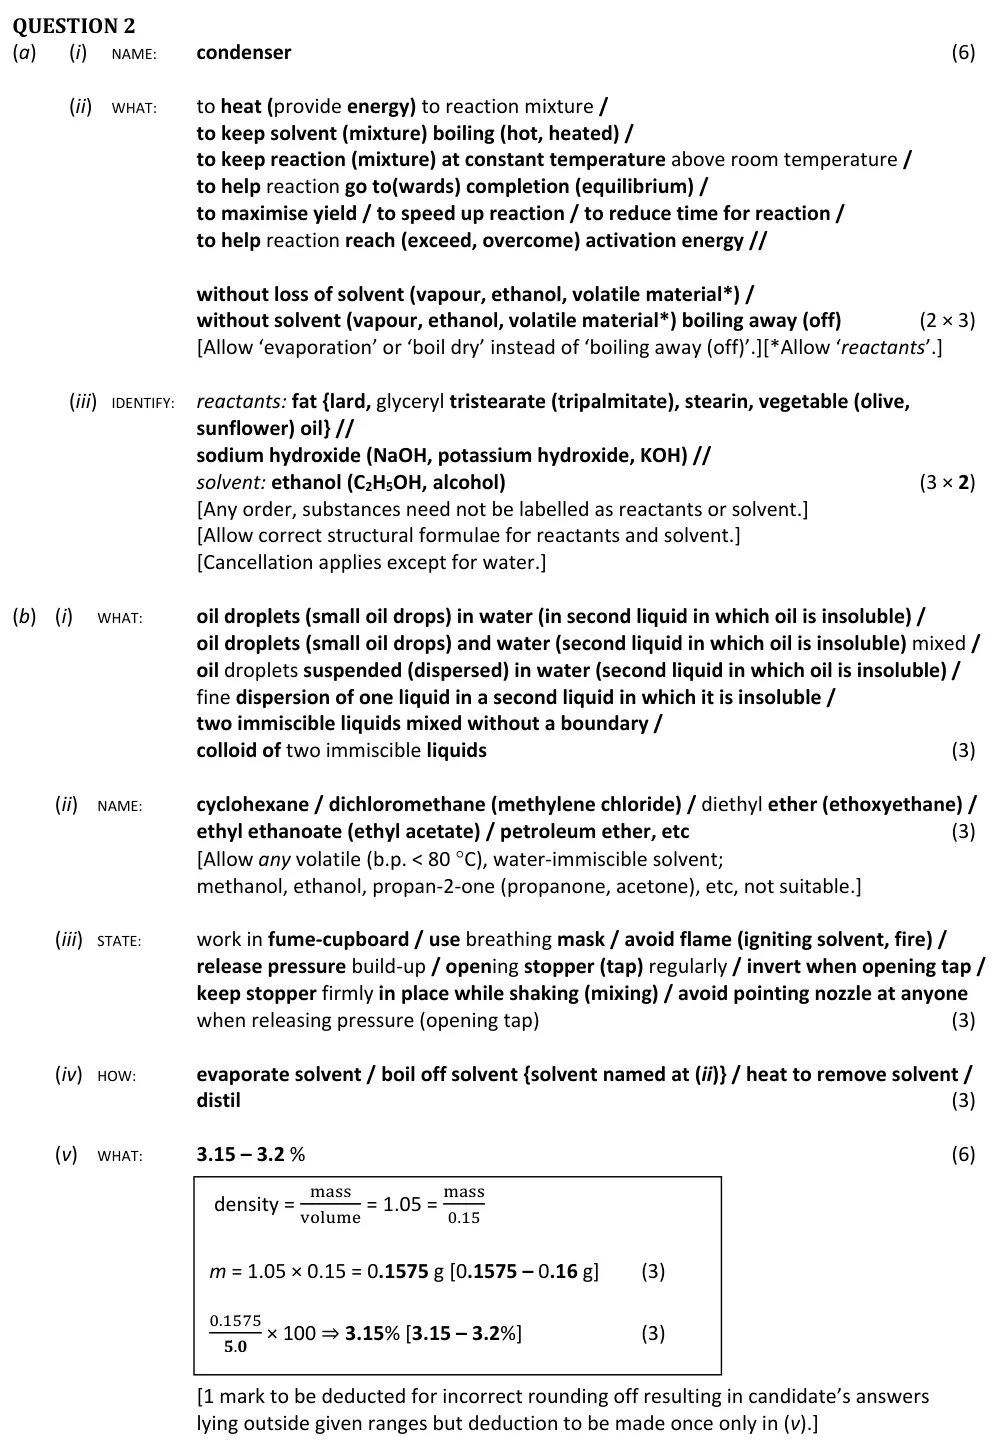 QUESTION 2
(a) (i) NAME: condenser (6)
(ii) WHAT: to heat (provide energy) to reaction mixture /
to keep solvent (mixture) boiling (hot, heated) /
to keep reaction (mixture) at constant temperature above room temperature /
to help reaction go to(wards) completion (equilibrium) /
to maximise yield / to speed up reaction / to reduce time for reaction /
to help reaction reach (exceed, overcome) activation energy //
without loss of solvent (vapour, ethanol, volatile material*) /
without solvent (vapour, ethanol, volatile material*) boiling away (off) (2 × 3)
[Allow ‘evaporation’ or ‘boil dry’ instead of ‘boiling away (off)’.][*Allow ‘reactants’.]
(iii) IDENTIFY: reactants: fat {lard, glyceryl tristearate (tripalmitate), stearin, vegetable (olive,
sunflower) oil} //
sodium hydroxide (NaOH, potassium hydroxide, KOH) //
solvent: ethanol (C₂H₅OH, alcohol) (3 × 2)
[Any order, substances need not be labelled as reactants or solvent.]
[Allow correct structural formulae for reactants and solvent.]
[Cancellation applies except for water.]
(b) (i) WHAT: oil droplets (small oil drops) in water (in second liquid in which oil is insoluble) /
oil droplets (small oil drops) and water (second liquid in which oil is insoluble) mixed /
oil droplets suspended (dispersed) in water (second liquid in which oil is insoluble) /
fine dispersion of one liquid in a second liquid in which it is insoluble /
two immiscible liquids mixed without a boundary /
colloid of two immiscible liquids (3)
(ii) NAME: cyclohexane / dichloromethane (methylene chloride) / diethyl ether (ethoxyethane) /
ethyl ethanoate (ethyl acetate) / petroleum ether, etc (3)
[Allow any volatile (b.p. < 80 °C), water-immiscible solvent;
methanol, ethanol, propan-2-one (propanone, acetone), etc, not suitable.]
(iii) STATE: work in fume-cupboard / use breathing mask / avoid flame (igniting solvent, fire) /
release pressure build-up / opening stopper (tap) regularly / invert when opening tap /
keep stopper firmly in place while shaking (mixing) / avoid pointing nozzle at anyone
when releasing pressure (opening tap) (3)
(iv) HOW: evaporate solvent / boil off solvent {solvent named at (ii)} / heat to remove solvent /
distil (3)
(v) WHAT: 3.15 – 3.2 % (6)
density = mass/volume = 1.05 = mass/0.15
m = 1.05 × 0.15 = 0.1575 g [0.1575 – 0.16 g] (3)
0.1575/5.0 × 100 ⇒ 3.15% [3.15 – 3.2%] (3)
[1 mark to be deducted for incorrect rounding off resulting in candidate’s answers
lying outside given ranges but deduction to be made once only in (v).]